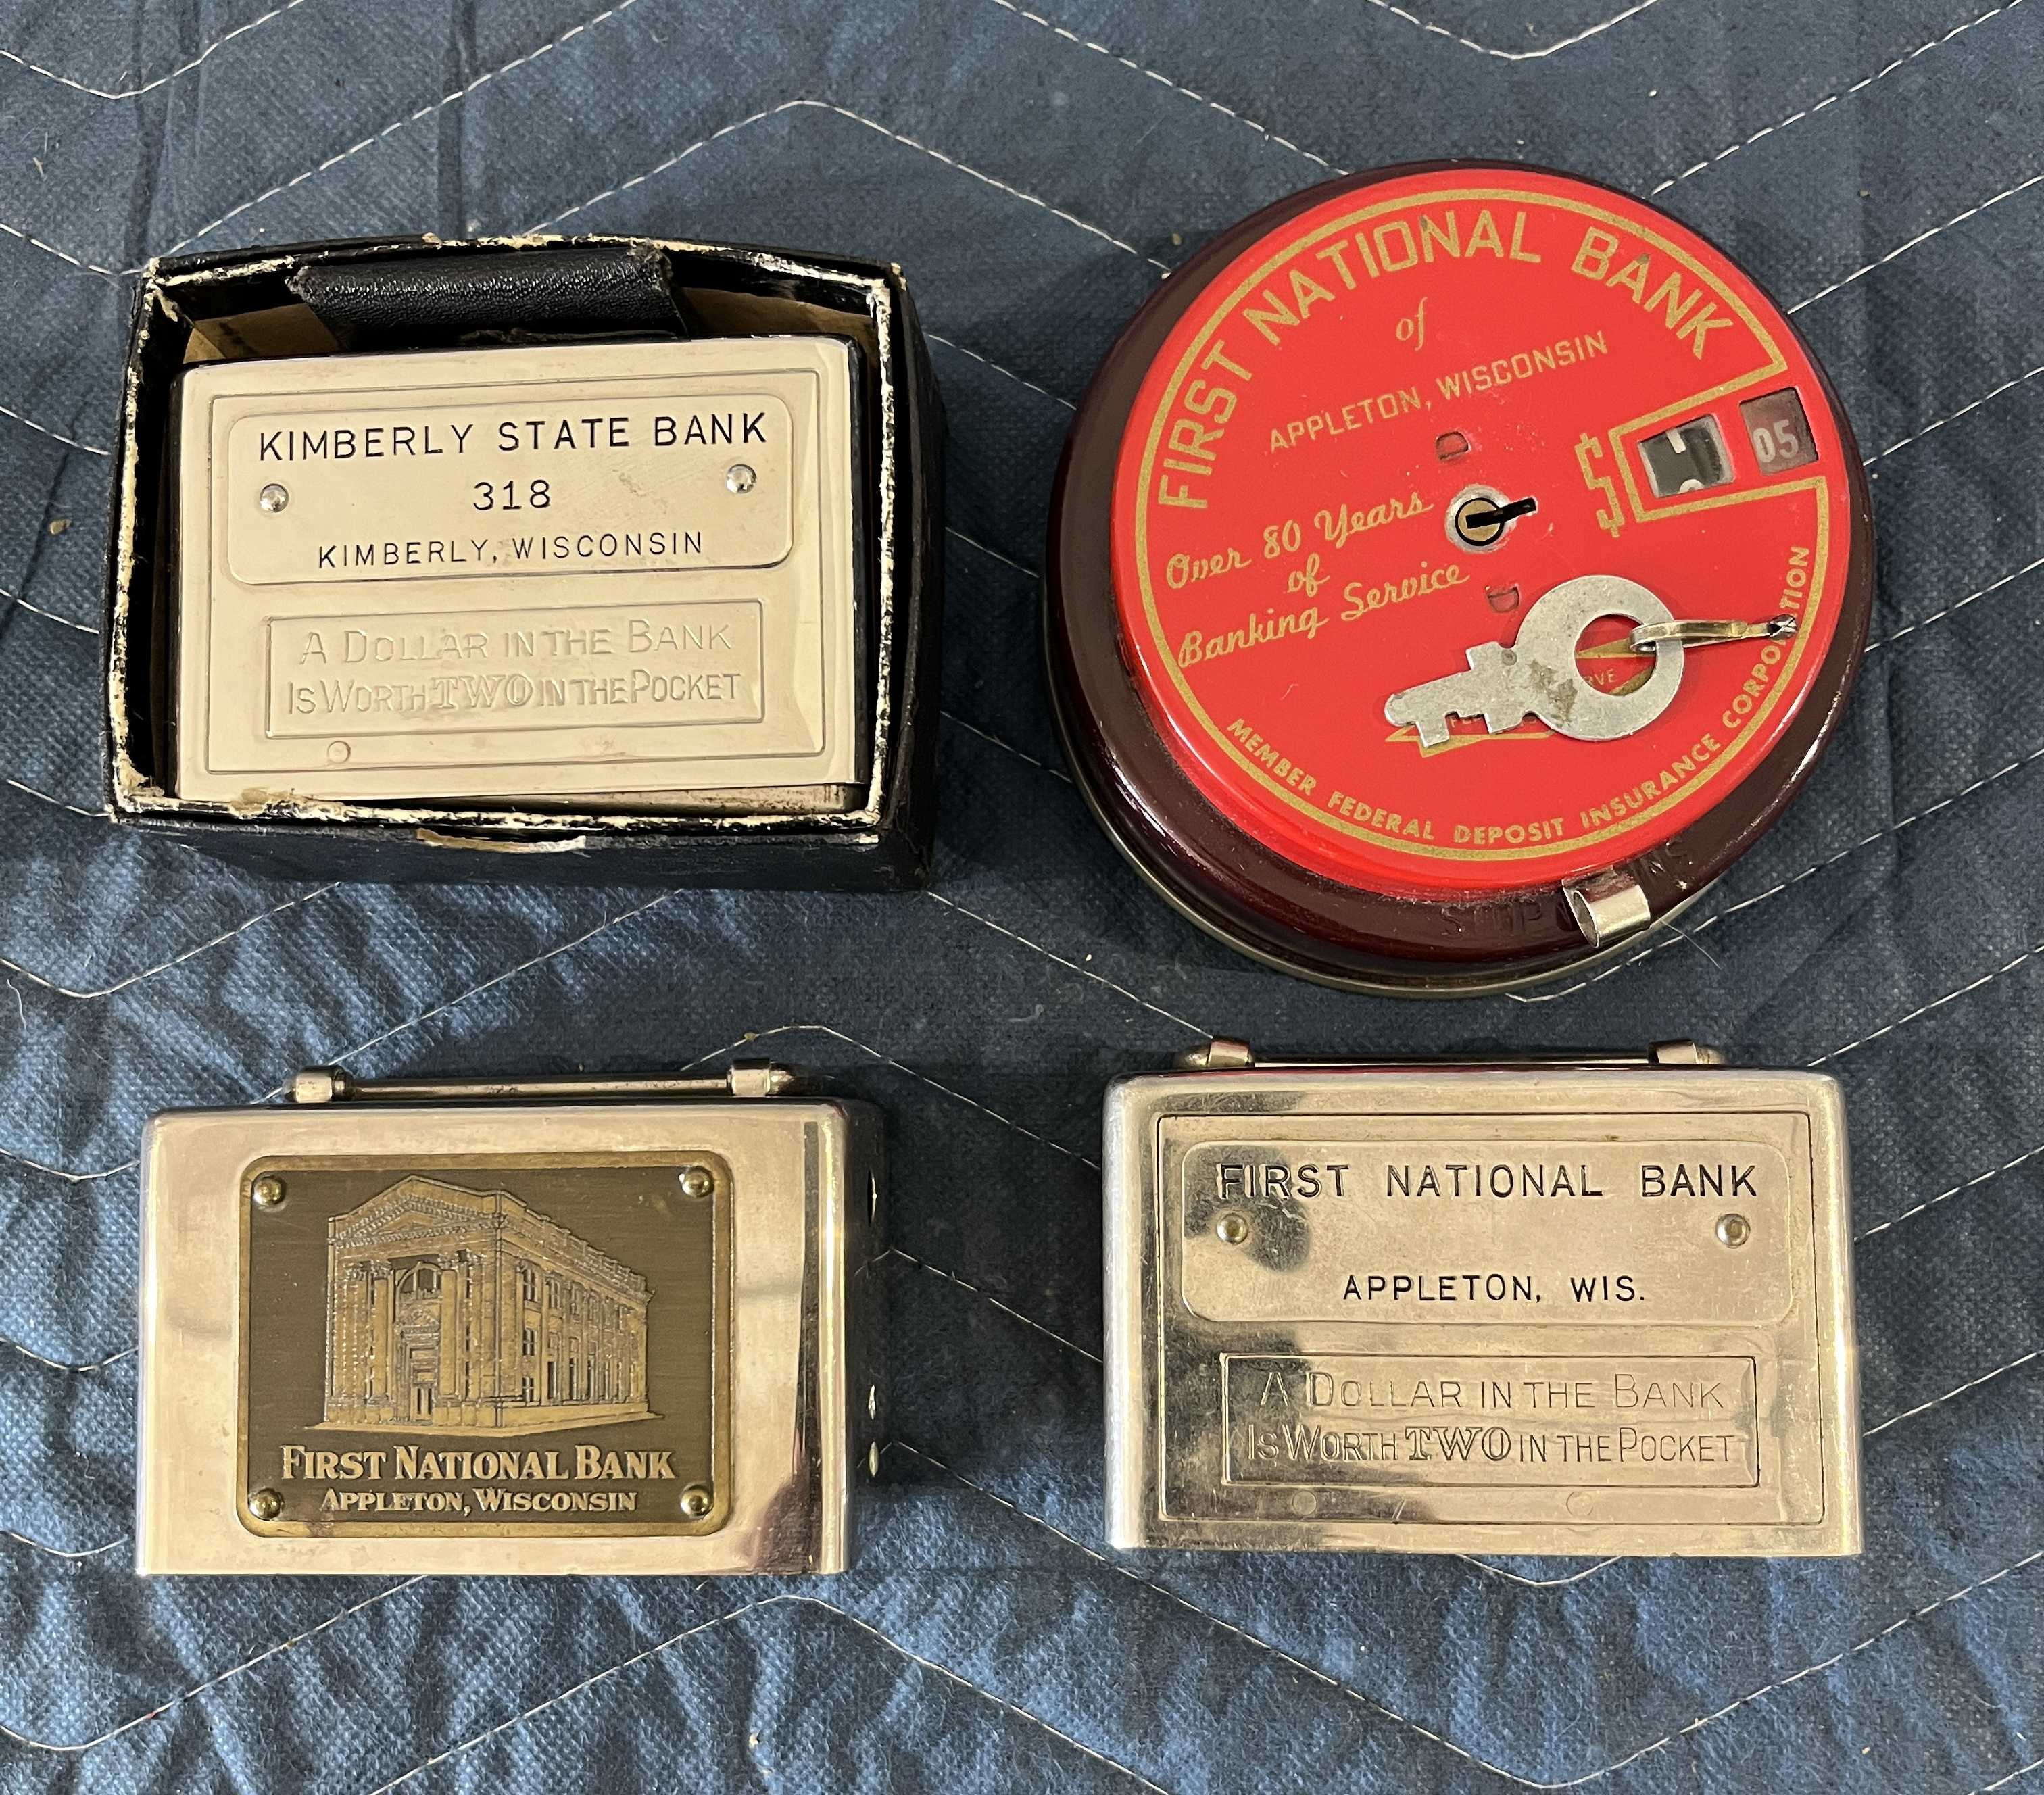 KIMBERLY STATE BANK
318
KIMBERLY, WISCONSIN
A DOLLAR IN THE BANK
IS WORTH TWO IN THE POCKET
FIRST NATIONAL BANK
of
APPLETON, WISCONSIN
$ 05
Over 80 Years
of
Banking Service
MEMBER FEDERAL DEPOSIT INSURANCE CORPORATION
FIRST NATIONAL BANK
APPLETON, WISCONSIN
FIRST NATIONAL BANK
APPLETON, WIS.
A DOLLAR IN THE BANK
IS WORTH TWO IN THE POCKET